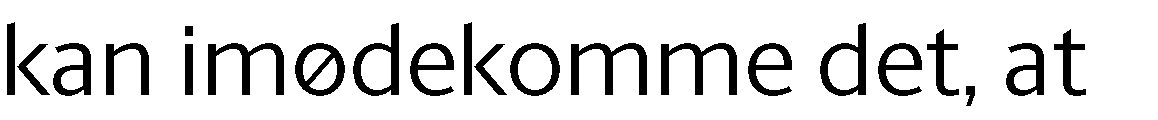 kan imødekomme det, at